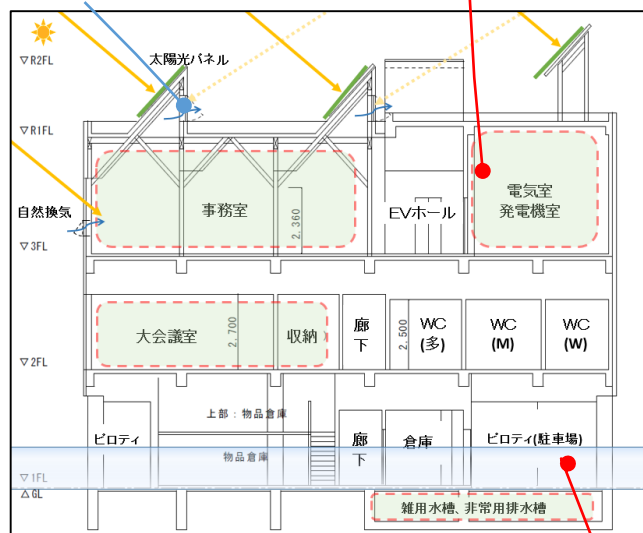 太陽光パネル
▽R2FL
▽R1FL
自然換気
事務室
2,360
EVホール
電気室
発電機室
▽3FL
大会議室
2,700
収納
廊
下
2,500
WC
(多)
WC
(M)
WC
(W)
▽2FL
ピロティ
上部：物品倉庫
物品倉庫
廊
下
倉庫
ピロティ(駐車場)
▽1FL
△GL
雑用水槽、非常用排水槽